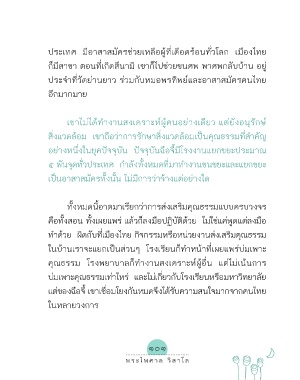 ประเทศ มีอาสาสมัครช่วยเหลือผู้ที่เดือดร้อนทั่วโลก เมืองไทย
ก็มีสาขา ตอนที่เกิดสึนามิ เขาก็ไปช่วยขนศพ พาศพกลับบ้าน อยู่
ประจำที่วัดย่านยาว ร่วมกับหมอพรทิพย์และอาสาสมัครคนไทย
อีกมากมาย
เขาไม่ได้ทำงานสงเคราะห์ผู้คนอย่างเดียว แต่ยังอนุรักษ์
สิ่งแวดล้อม เขาถือว่าการรักษาสิ่งแวดล้อมเป็นคุณธรรมที่สำคัญ
อย่างหนึ่งในยุคปัจจุบัน ปัจจุบันฉือจี้มีโรงงานแยกขยะประมาณ
๕ พันจุดทั่วประเทศ กำลังทั้งหมดที่มาทำงานขนขยะและแยกขยะ
เป็นอาสาสมัครทั้งนั้น ไม่มีการว่าจ้างแต่อย่างใด
ทั้งหมดนี้อาตมาเรียกว่าการส่งเสริมคุณธรรมแบบครบวงจร
คือทั้งสอน ทั้งเผยแพร่ แล้วก็ลงมือปฏิบัติด้วย ไม่ใช่แค่พูดแต่ลงมือ
ทำด้วย ผิดกับที่เมืองไทย กิจกรรมหรือหน่วยงานส่งเสริมคุณธรรม
ในบ้านเราจะแยกเป็นส่วนๆ โรงเรียนก็ทำหน้าที่เผยแพร่บ่มเพาะ
คุณธรรม โรงพยาบาลก็ทำงานสงเคราะห์ผู้อื่น แต่ไม่เน้นการ
บ่มเพาะคุณธรรมเท่าไหร่ และไม่เกี่ยวกับโรงเรียนหรือมหาวิทยาลัย
แต่ของฉือจี้ เขาเชื่อมโยงกันหมดจึงได้รับความสนใจมากจากคนไทย
ในหลายวงการ
๑๐๑
พระไพศาล วิสาโล